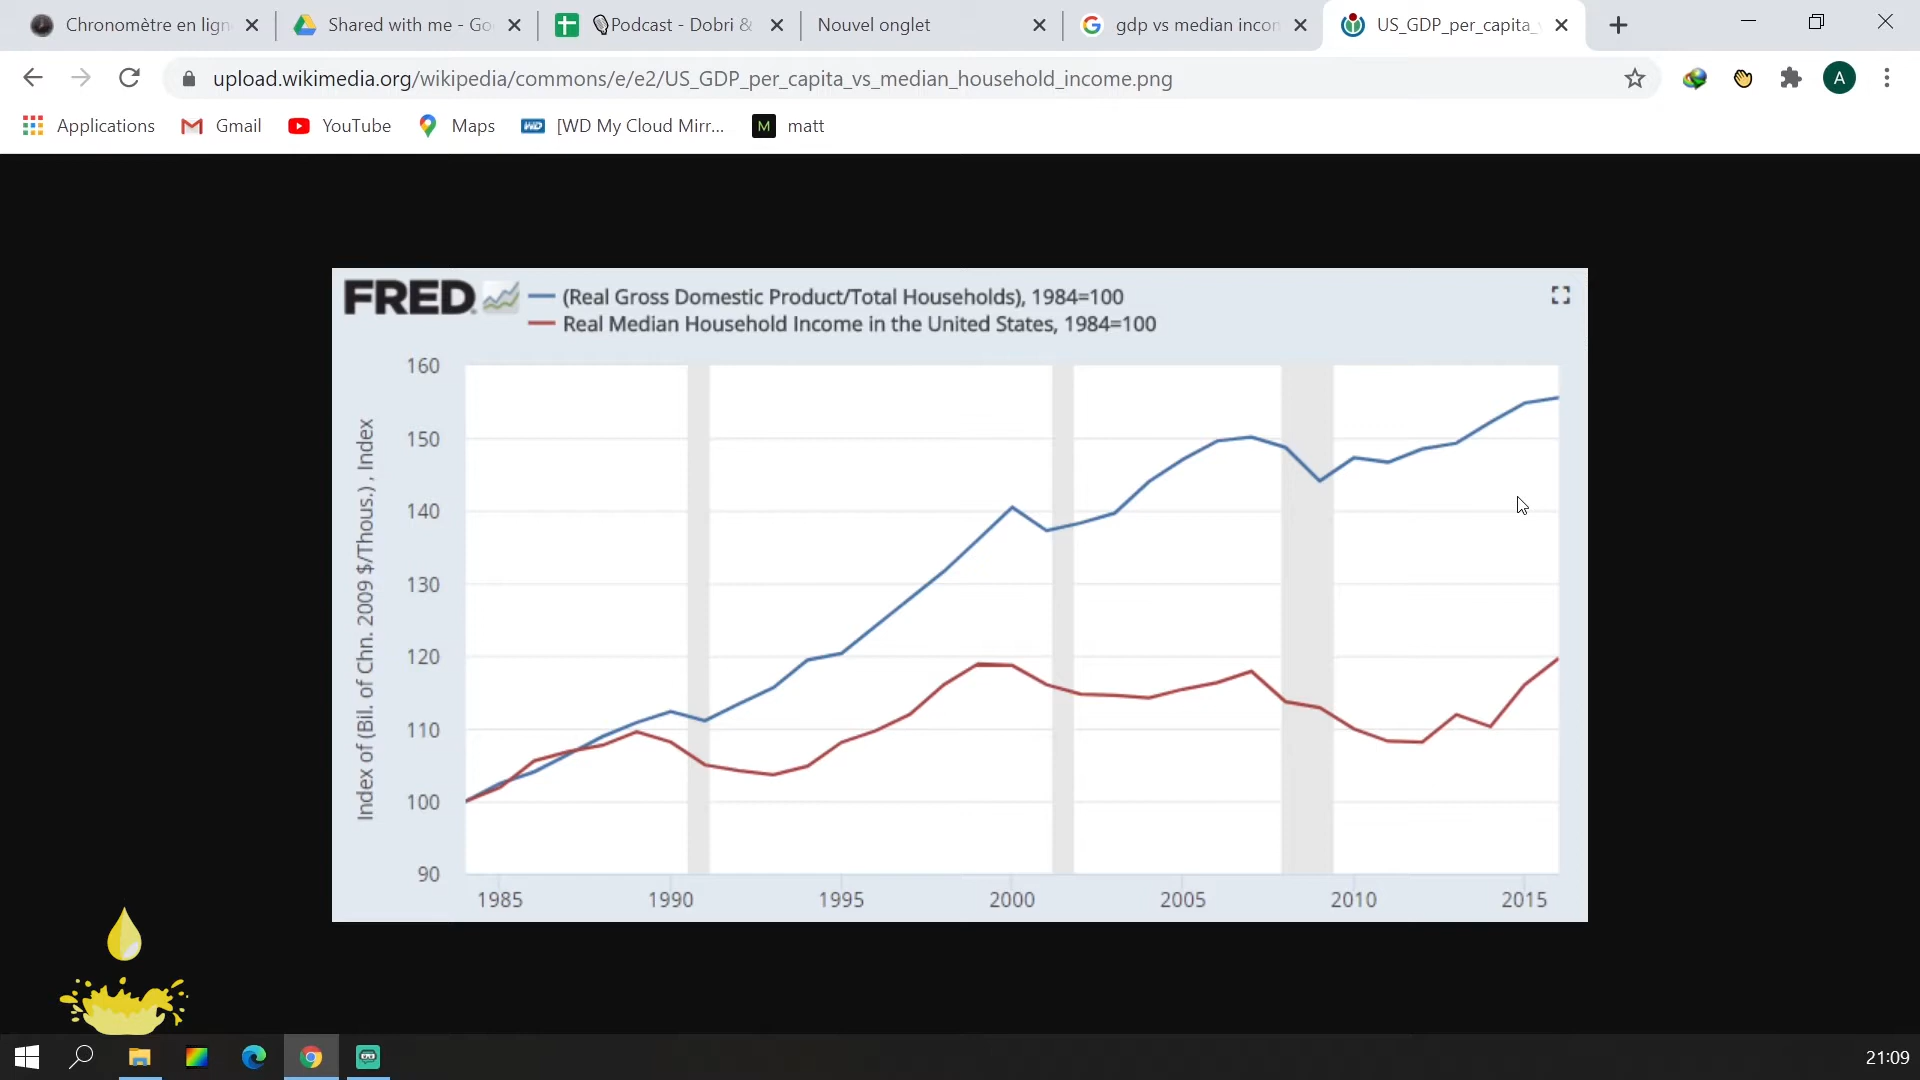 Chronomètre en lign
Shared with me - Go
Podcast - Dobri &
Nouvel onglet
gdp vs median incon
US_GDP_per_capita_
upload.wikimedia.org/wikipedia/commons/e/e2/US_GDP_per_capita_vs_median_household_income.png
A
Applications
Gmail
YouTube
Maps
WD
[WD My Cloud Mirr...
M
matt
FRED
(Real Gross Domestic Product/Total Households), 1984=100
Real Median Household Income in the United States, 1984=100
Index of (Bil. of Chn. 2009 $/Thous.) , Index
160
150
140
130
120
110
100
90
1985
1990
1995
2000
2005
2010
2015
21:09